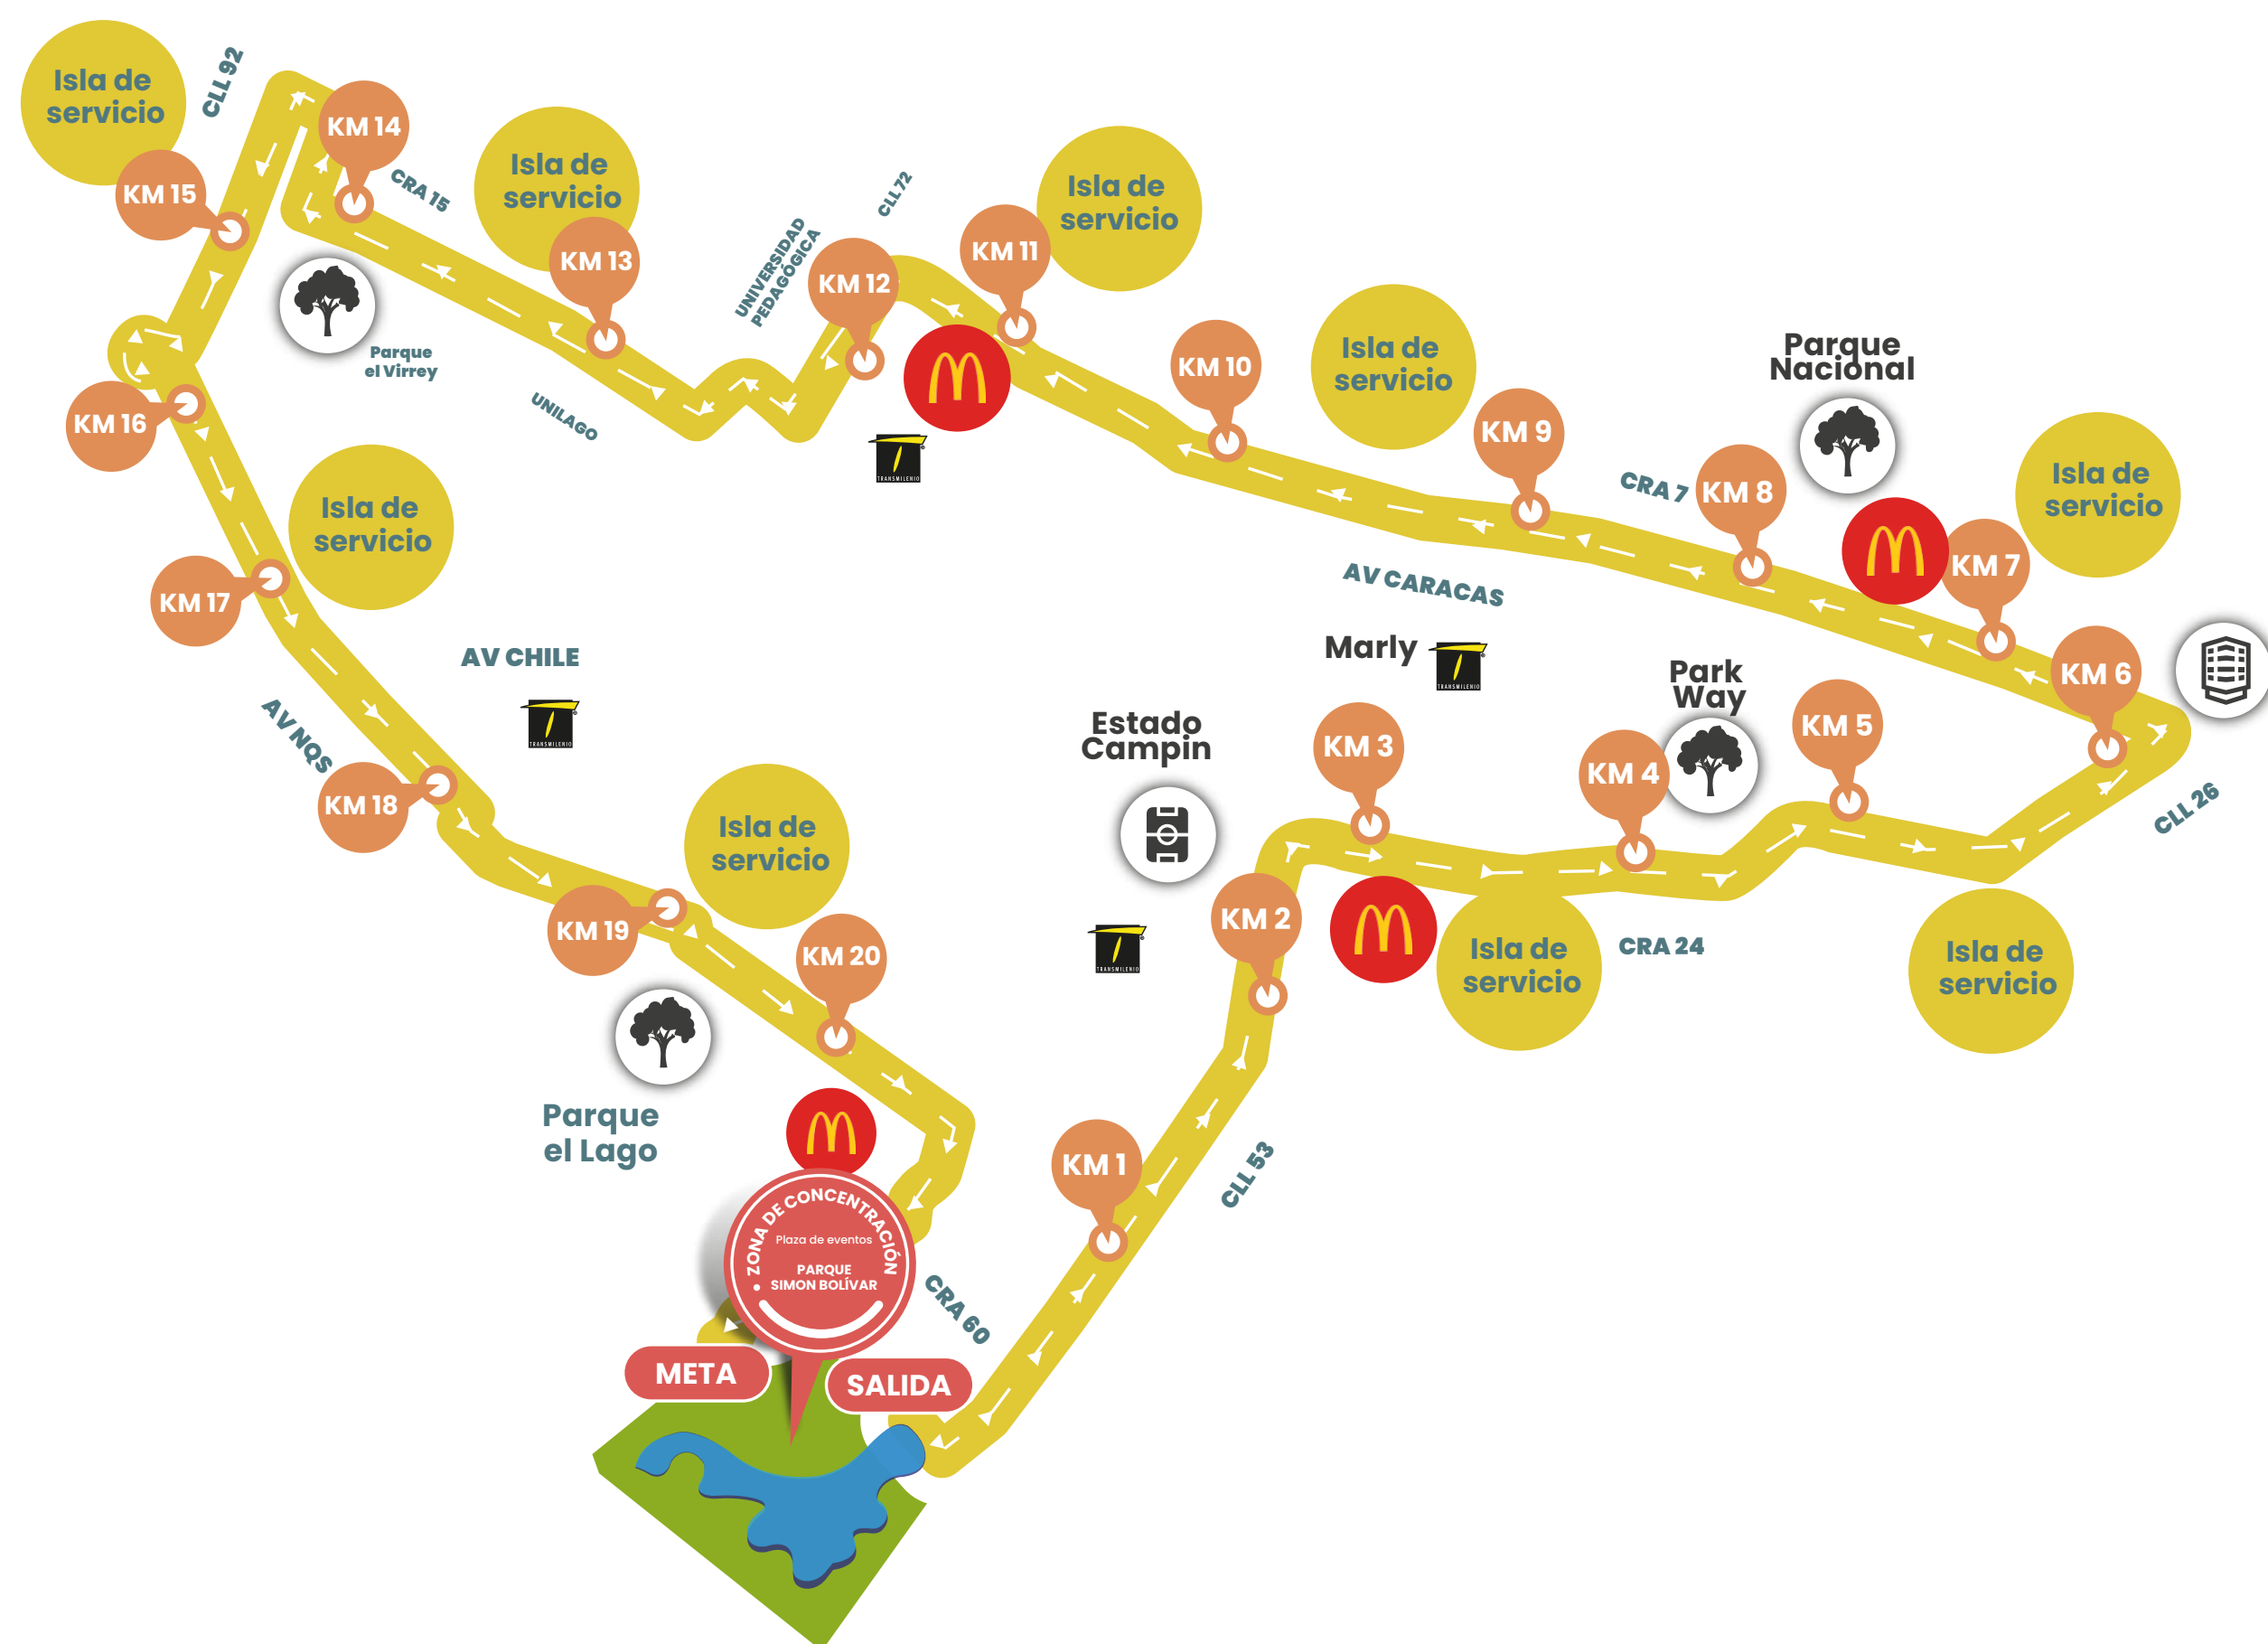 Isla de
servicio
CLL 92
KM 14
KM 15
CRA 15
Isla de
servicio
KM 13
UNIVERSIDAD
PEDAGÓGICA
CLL 72
KM 12
KM 11
Isla de
servicio
Parque
el Virrey
UNILAGO
KM 16
TRANSMILENIO
KM 10
Isla de
servicio
KM 9
CRA 7
KM 8
Parque
Nacional
Isla de
servicio
KM 7
KM 6
AV CARACAS
Marly
TRANSMILENIO
Park
Way
KM 5
KM 4
KM 3
Estado
Campin
CLL 26
Isla de
servicio
KM 17
AV CHILE
TRANSMILENIO
AV NQS
KM 18
Isla de
servicio
KM 19
KM 20
TRANSMILENIO
KM 2
Isla de
servicio
CRA 24
Isla de
servicio
Parque
el Lago
KM 1
CLL 53
• ZONA DE CONCENTRACIÓN
Plaza de eventos
PARQUE
SIMON BOLÍVAR
CRA 60
META
SALIDA